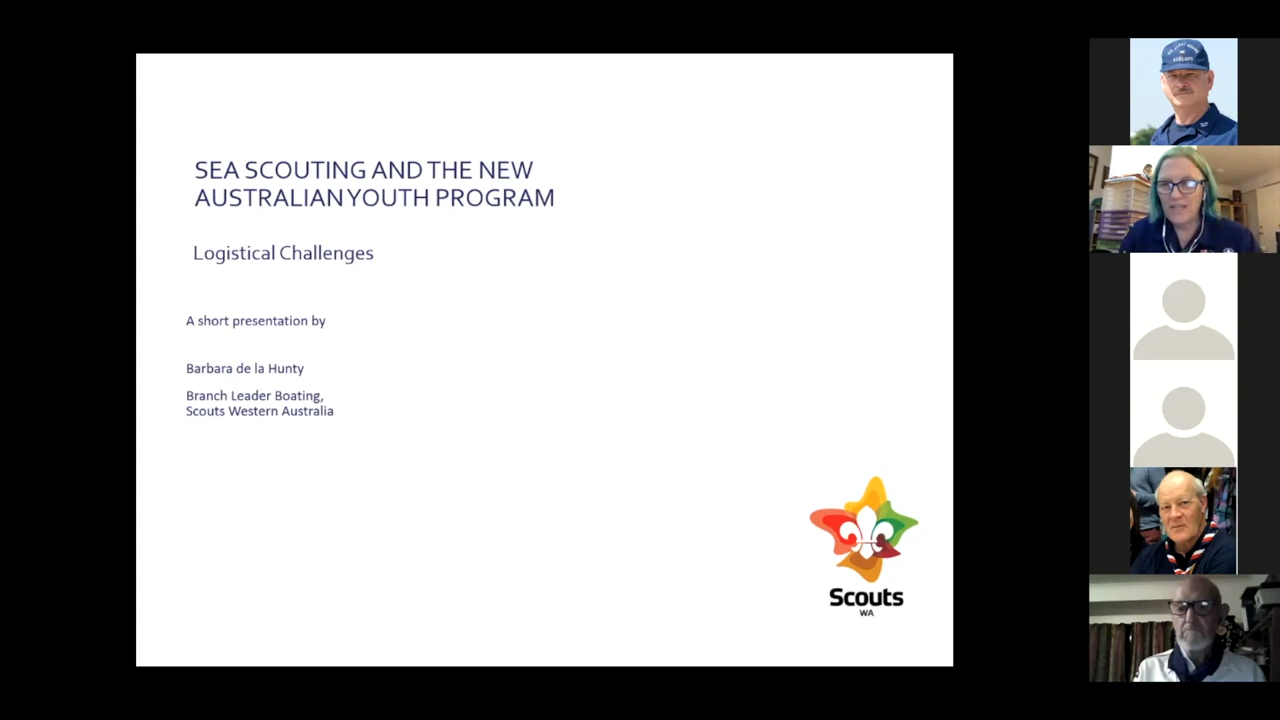 SEA SCOUTING AND THE NEW
AUSTRALIAN YOUTH PROGRAM
Logistical Challenges
A short presentation by
Barbara de la Hunty
Branch Leader Boating,
Scouts Western Australia
Scouts
WA